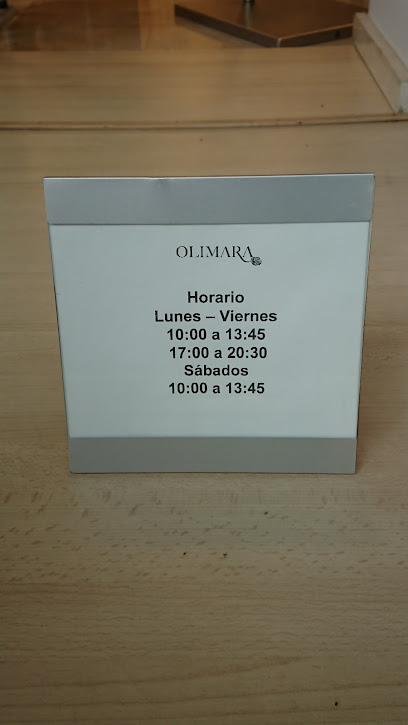 OLIMARA
Horario
Lunes – Viernes
10:00 a 13:45
17:00 a 20:30
Sábados
10:00 a 13:45